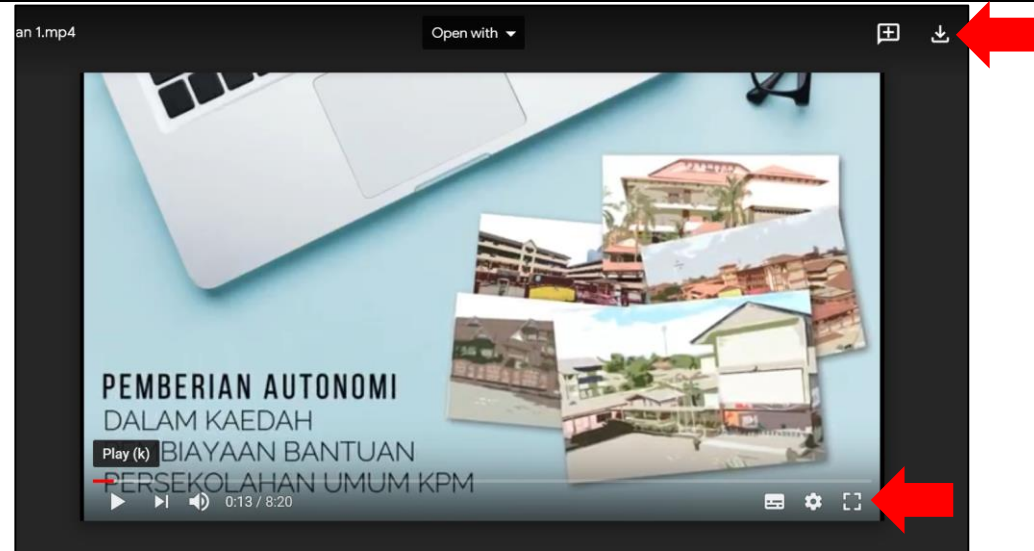 an 1.mp4
Open with
PEMBERIAN AUTONOMI
DALAM KAEDAH
BIAYAAN BANTUAN
Play (k)
PERSEKOLAHAN UMUM KPM
0:13 / 8:20